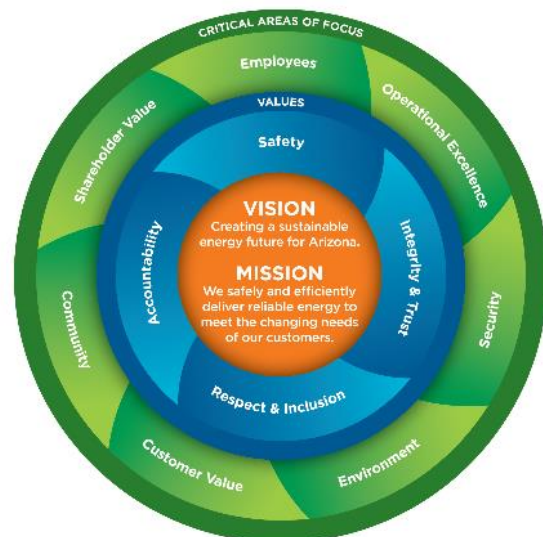 CRITICAL AREAS OF FOCUS
Employees
Operational Excellence
Security
Environment
Customer Value
Community
Shareholder Value
VALUES
Safety
Integrity & Trust
Respect & Inclusion
Accountability
VISION
Creating a sustainable
energy future for Arizona.
MISSION
We safely and efficiently
deliver reliable energy to
meet the changing needs
of our customers.